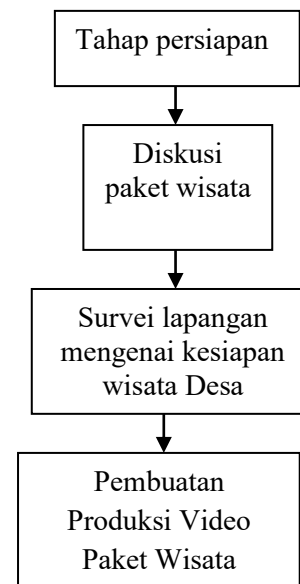 Tahap persiapan
Diskusi
paket wisata
Survei lapangan
mengenai kesiapan
wisata Desa
Pembuatan
Produksi Video
Paket Wisata